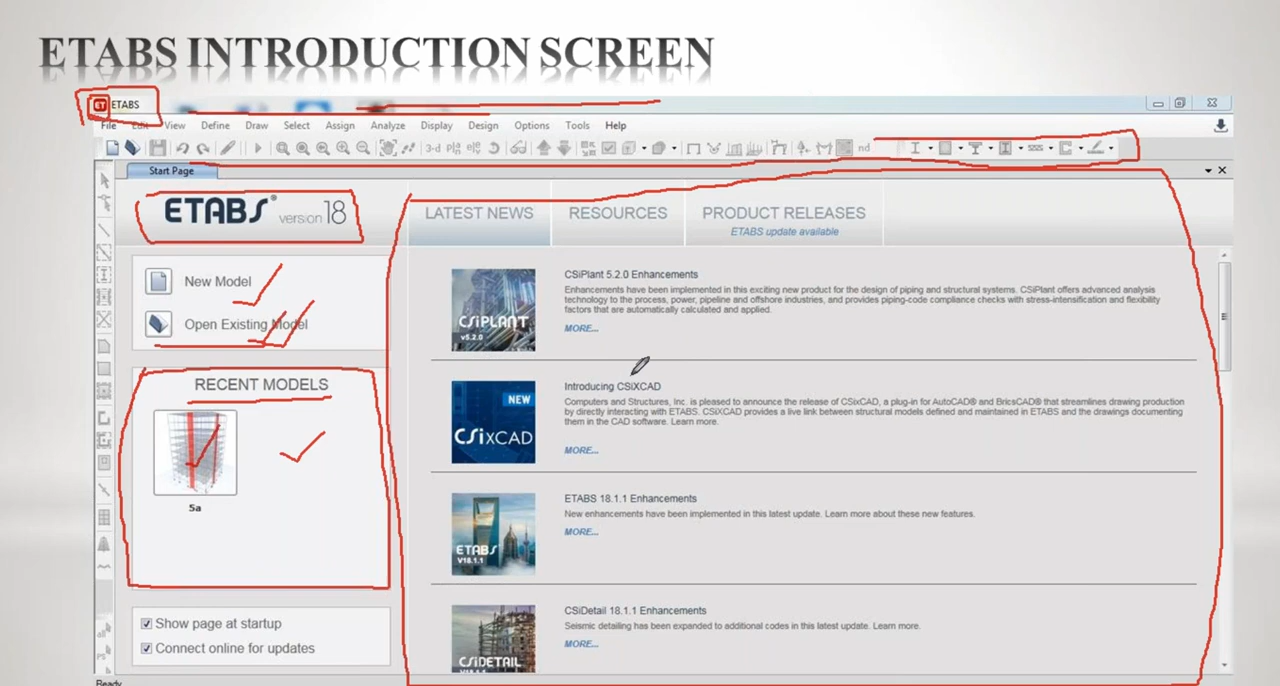 ETABS INTRODUCTION SCREEN
ETABS
File Edit View Define Draw Select Assign Analyze Display Design Options Tools Help
3-d nd
Start Page
ETABS® version 18
LATEST NEWS RESOURCES PRODUCT RELEASES
ETABS update available
New Model
Open Existing Model
RECENT MODELS
5a
Show page at startup
Connect online for updates
CSiPLANT
v5.2.0
CSiPlant 5.2.0 Enhancements
Enhancements have been implemented in this exciting new product for the design of piping and structural systems. CSiPlant offers advanced analysis
technology to the process, power, pipeline and offshore industries, and provides piping-code compliance checks with stress-intensification and flexibility
factors that are automatically calculated and applied.
MORE...
NEW
CSiXCAD
Introducing CSiXCAD
Computers and Structures, Inc. is pleased to announce the release of CSiXCAD, a plug-in for AutoCAD® and BricsCAD® that streamlines drawing production
by directly interacting with ETABS. CSiXCAD provides a live link between structural models defined and maintained in ETABS and the drawings documenting
them in the CAD software. Learn more.
MORE...
ETABS
V18.1.1
ETABS 18.1.1 Enhancements
New enhancements have been implemented in this latest update. Learn more about these new features.
MORE...
CSiDETAIL
CSiDetail 18.1.1 Enhancements
Seismic detailing has been expanded to additional codes in this latest update. Learn more.
MORE...
Ready